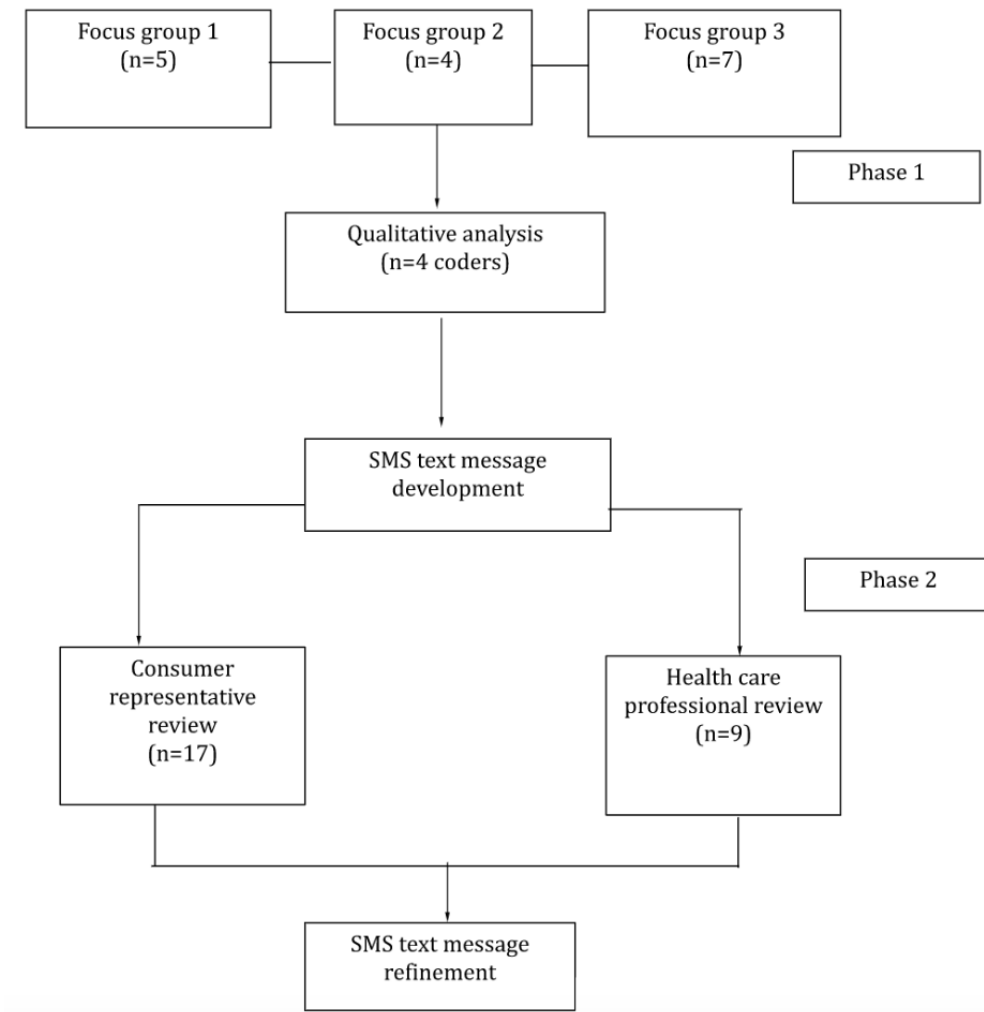 Focus group 1
(n=5)
Focus group 2
(n=4)
Focus group 3
(n=7)
Phase 1
Qualitative analysis
(n=4 coders)
SMS text message
development
Phase 2
Consumer
representative
review
(n=17)
Health care
professional review
(n=9)
SMS text message
refinement